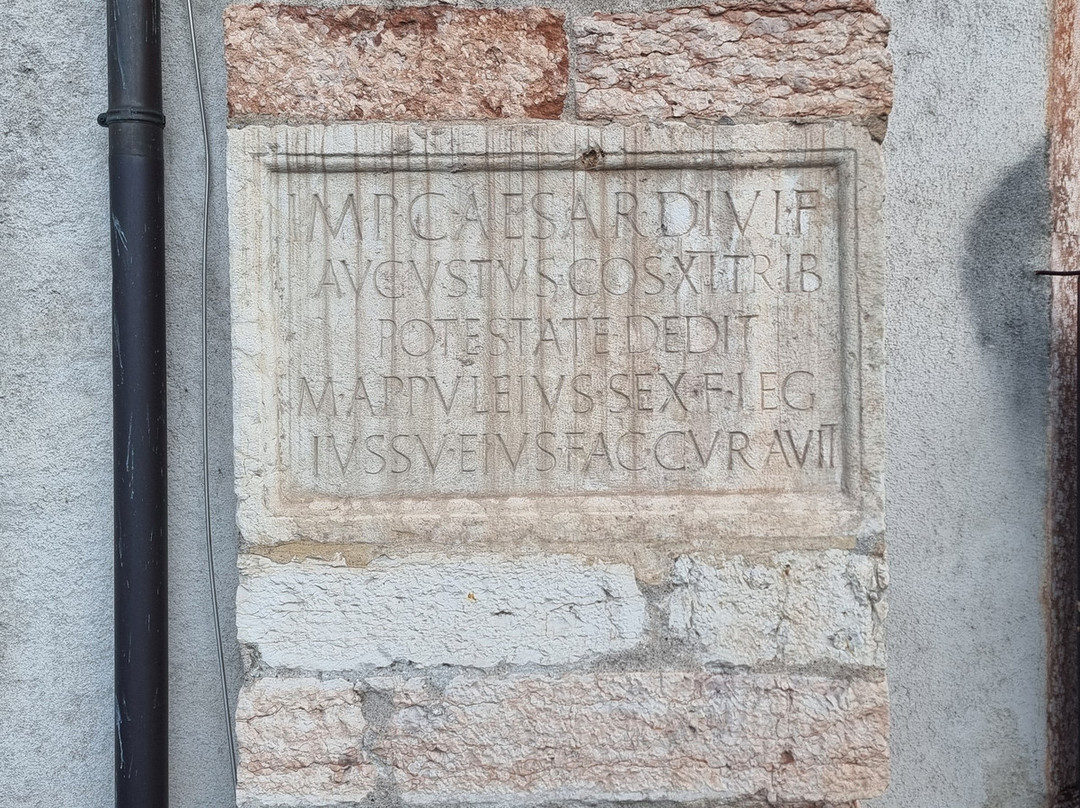 IMP·CAESAR·DIVI·F
AVGVSTVS·COS·XI·TRIB
POTESTATE·DEDIT
M·APPVLEIVS·SEX·F·LEG
IVSSV·EIVS·FAC·CVRAVIT